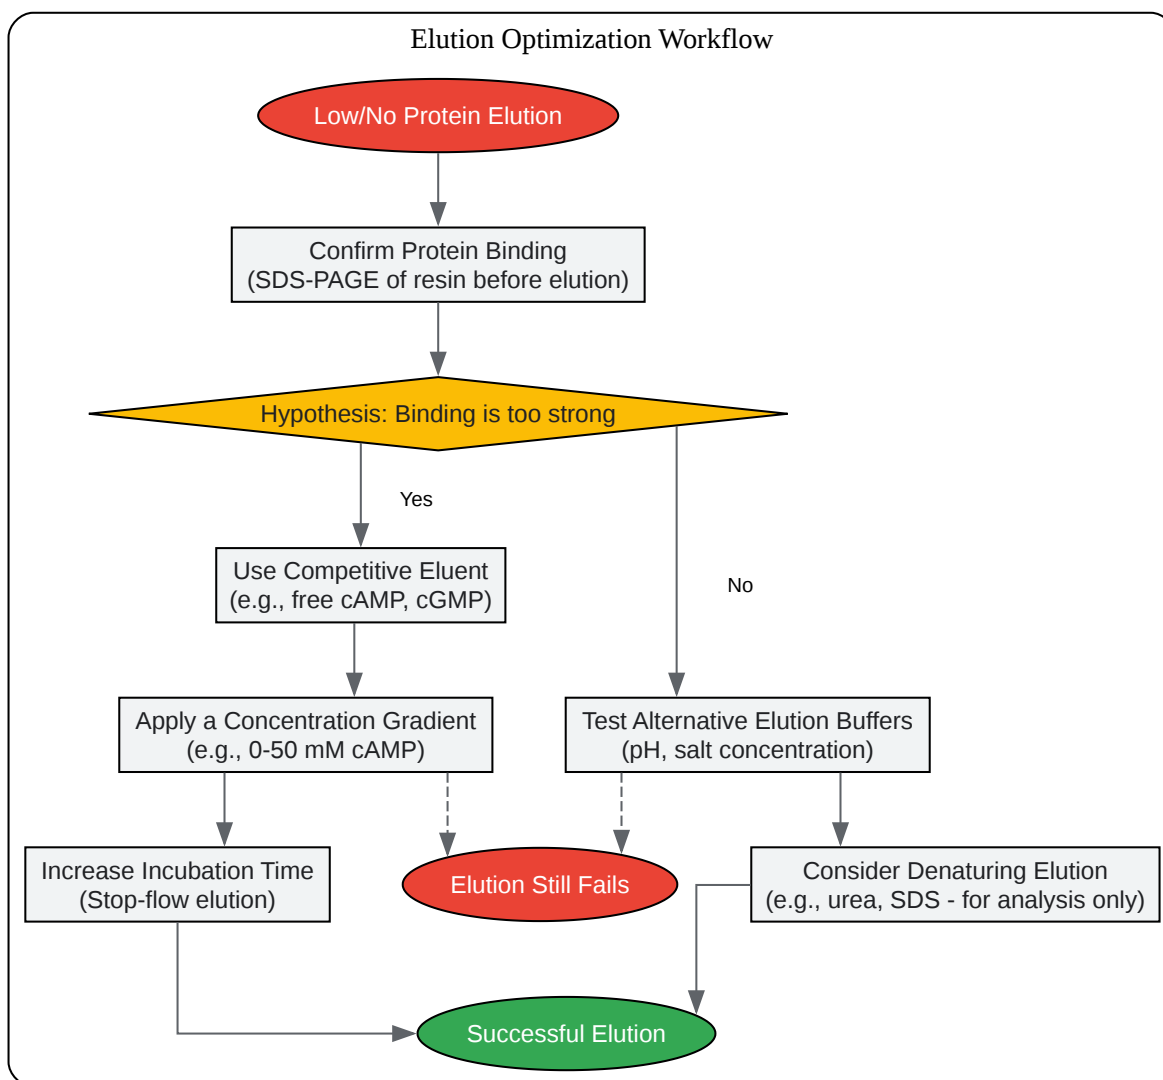 Elution Optimization Workflow
Low/No Protein Elution
Confirm Protein Binding
(SDS-PAGE of resin before elution)
Hypothesis: Binding is too strong
Yes
No
Use Competitive Eluent
(e.g., free cAMP, cGMP)
Apply a Concentration Gradient
(e.g., 0-50 mM cAMP)
Test Alternative Elution Buffers
(pH, salt concentration)
Increase Incubation Time
(Stop-flow elution)
Elution Still Fails
Consider Denaturing Elution
(e.g., urea, SDS - for analysis only)
Successful Elution